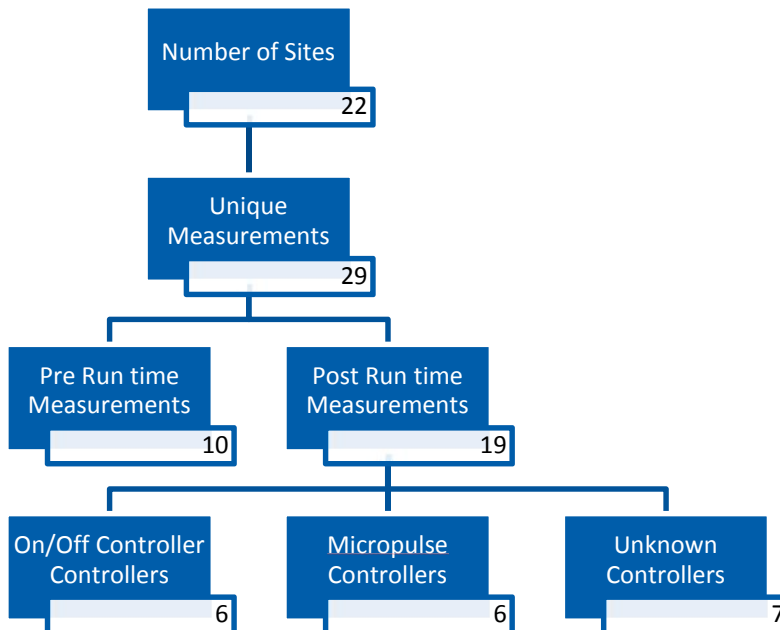 Number of Sites
22
Unique
Measurements
29
Pre Run time
Measurements
10
Post Run time
Measurements
19
On/Off Controller
Controllers
6
Micropulse
Controllers
6
Unknown
Controllers
7